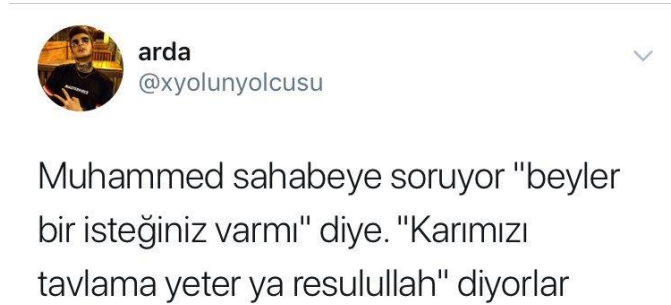 arda
@xyolunyolcusu
Muhammed sahabeye soruyor "beyler
bir isteğiniz varmı" diye. "Karımızı
tavlama yeter ya resulullah" diyorlar